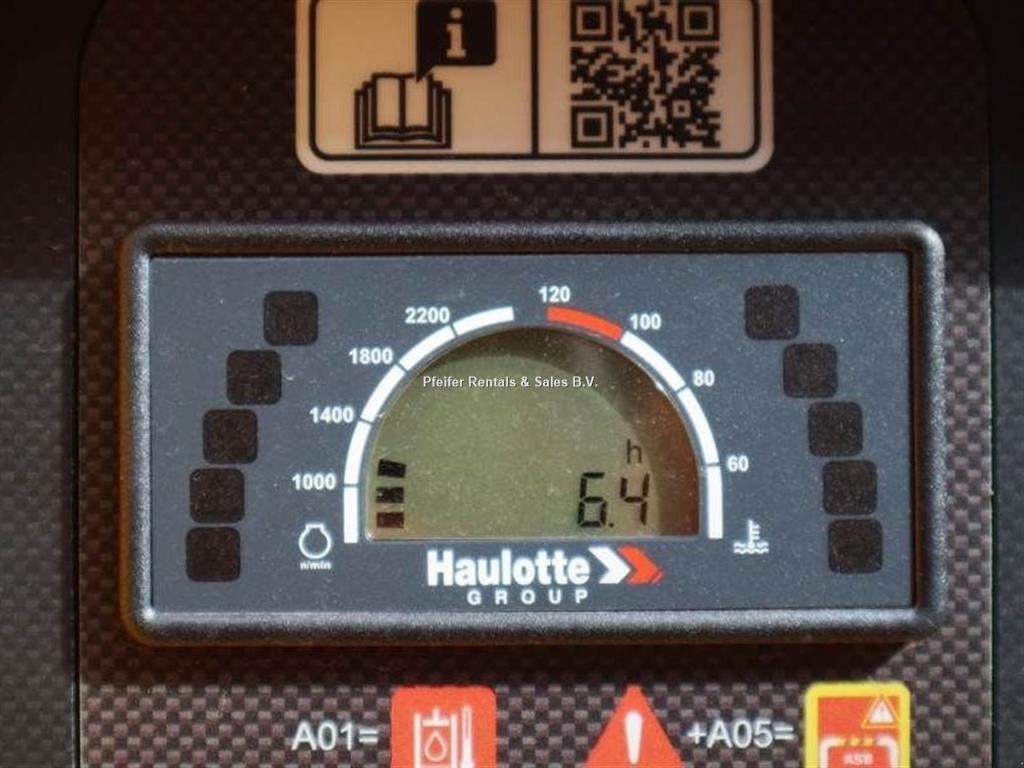 i
120
2200
100
1800
Pfeifer Rentals & Sales B.V.
80
1400
h
60
1000
6.4
n/min
Haulotte
GROUP
A01=
!
+A05=
ASB